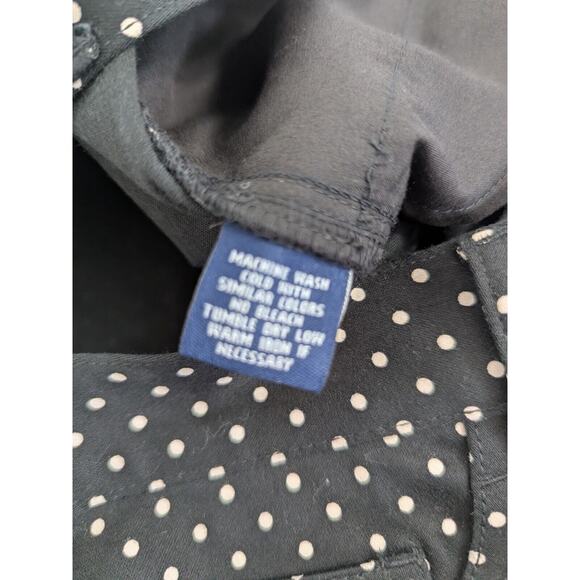 MACHINE WASH
COLD WITH
SIMILAR COLORS
NO BLEACH
TUMBLE DRY LOW
WARM IRON IF
NECESSARY